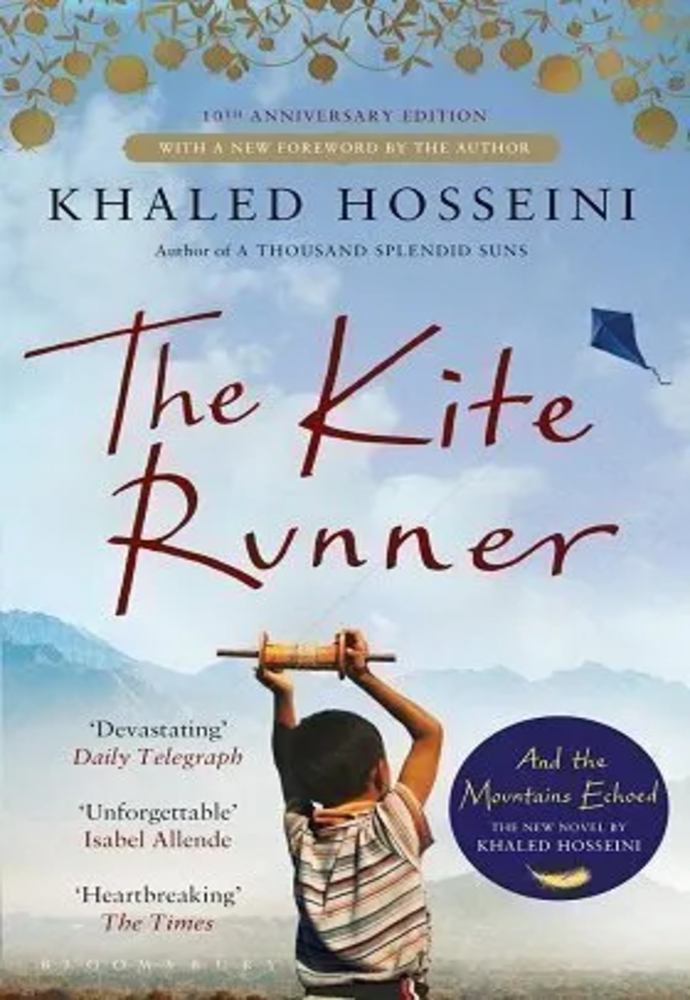 10TH ANNIVERSARY EDITION
WITH A NEW FOREWORD BY THE AUTHOR
KHALED HOSSEINI
Author of A THOUSAND SPLENDID SUNS
The Kite
Runner
'Devastating'
Daily Telegraph
'Unforgettable'
Isabel Allende
'Heartbreaking'
The Times
And the
Mountains Echoed
THE NEW NOVEL BY
KHALED HOSSEINI
BLOOMSBURY